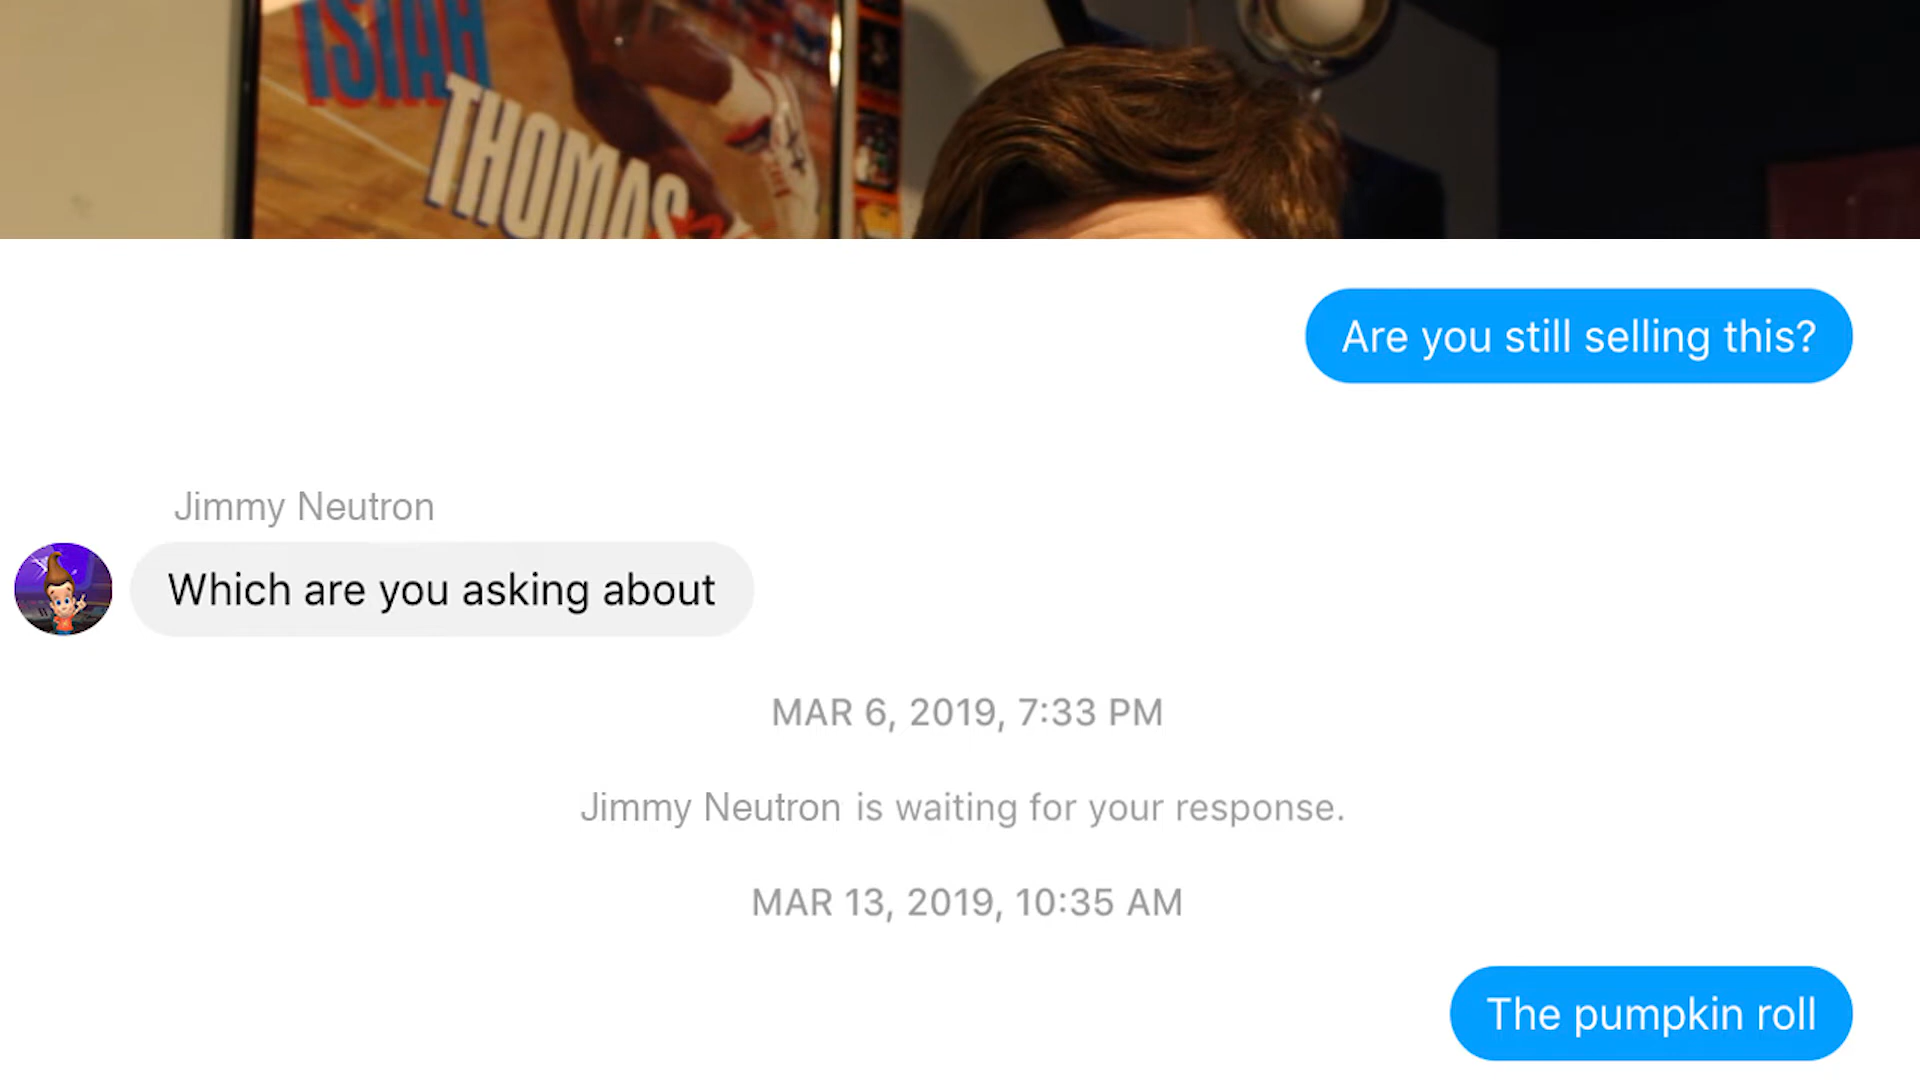 ISIAH
THOMAS
Are you still selling this?
Jimmy Neutron
Which are you asking about
MAR 6, 2019, 7:33 PM
Jimmy Neutron is waiting for your response.
MAR 13, 2019, 10:35 AM
The pumpkin roll